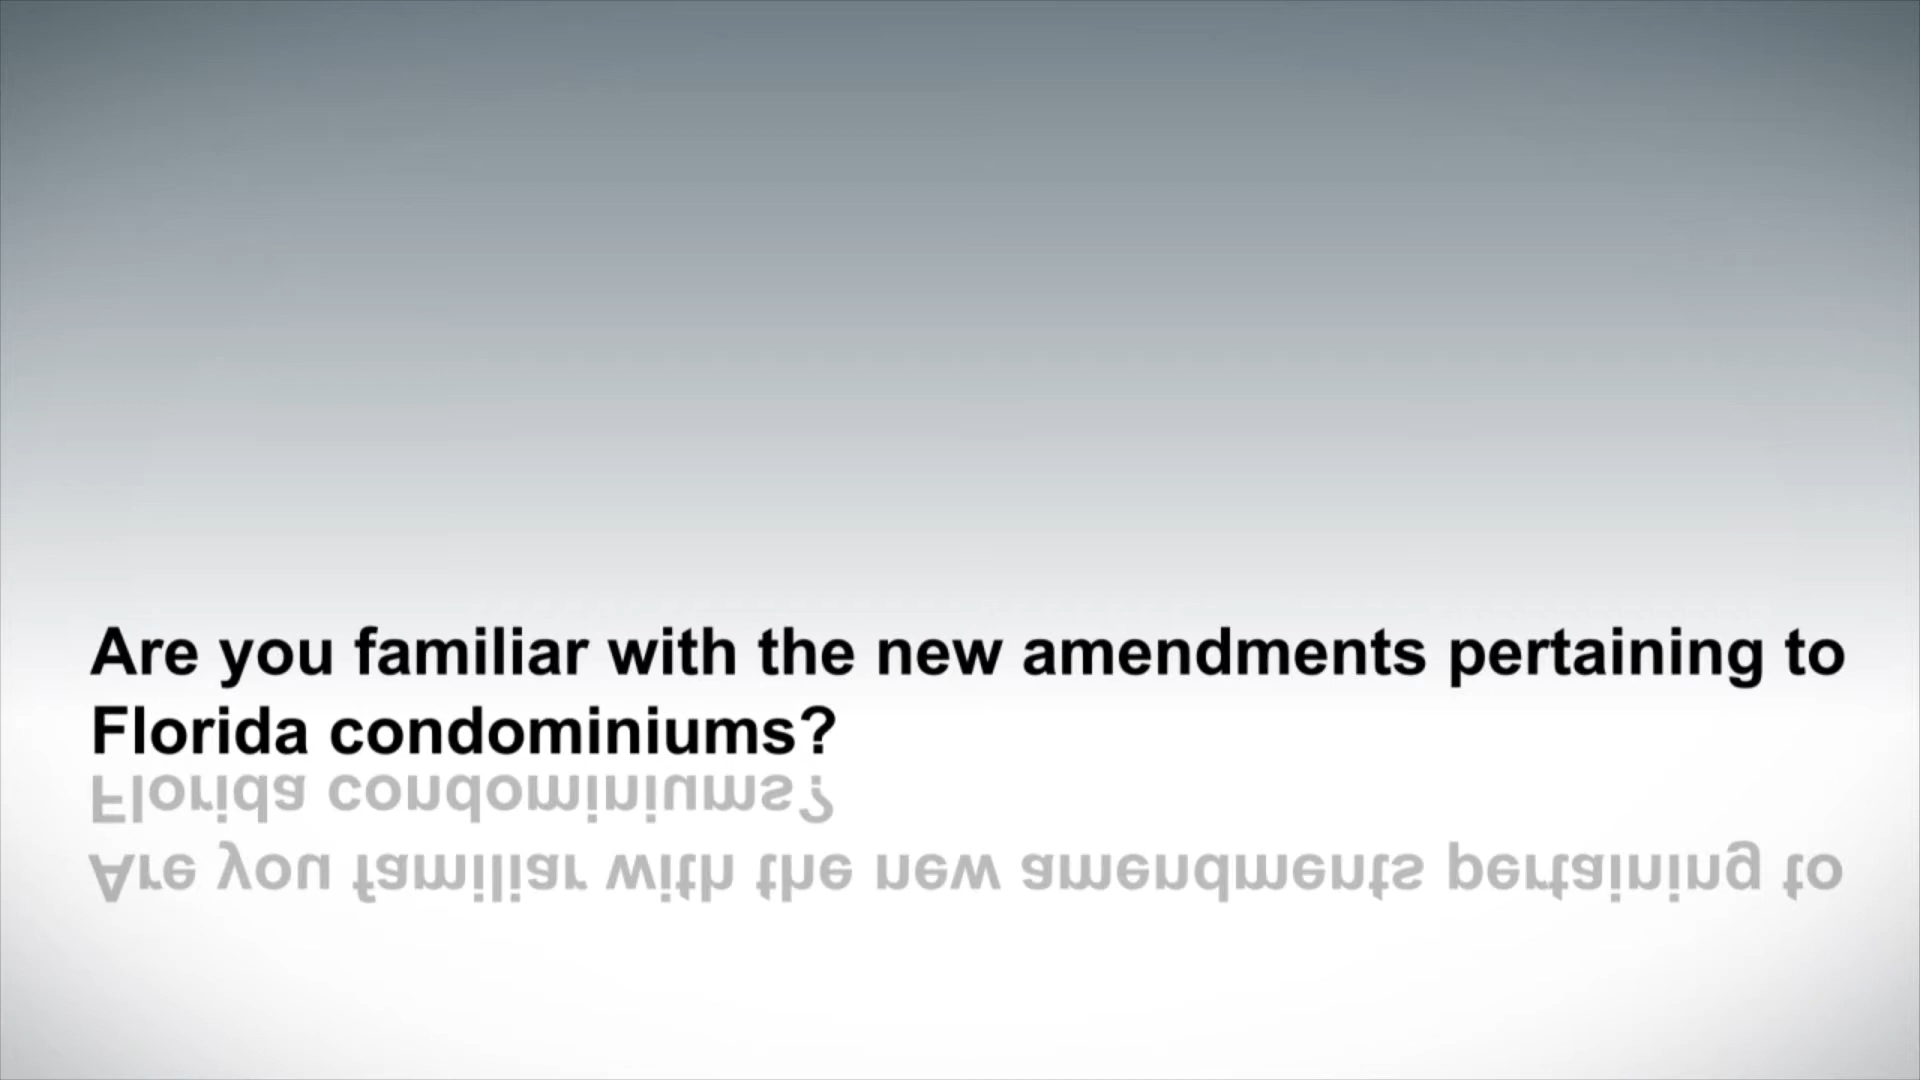 Are you familiar with the new amendments pertaining to
Florida condominiums?